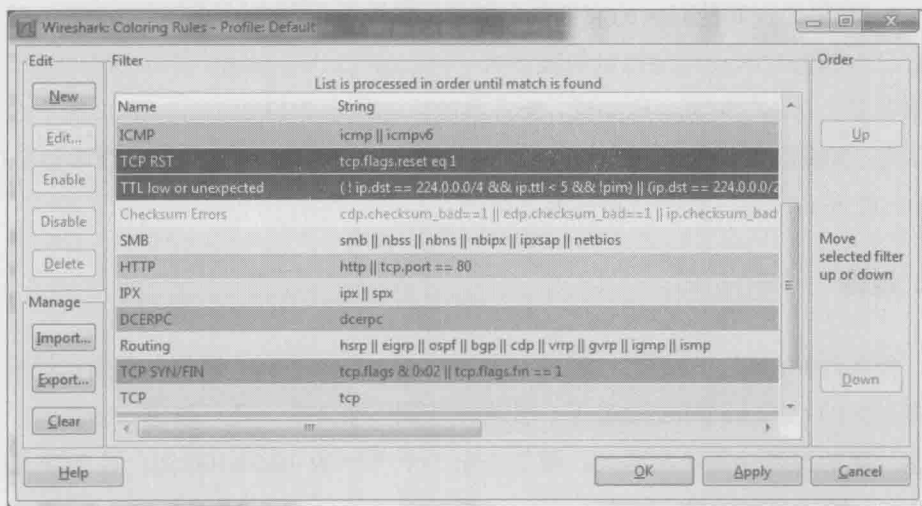 Wireshark: Coloring Rules - Profile: Default
Edit
Filter
Order
List is processed in order until match is found
New
Edit...
Enable
Disable
Delete
Manage
Import...
Export...
Clear
Name String
ICMP icmp || icmpv6
TCP RST tcp.flags.reset eq 1
TTL low or unexpected ( ! ip.dst == 224.0.0.0/4 && ip.ttl < 5 && !pim) || (ip.dst == 224.0.0.0/2
Checksum Errors cdp.checksum_bad==1 || edp.checksum_bad==1 || ip.checksum_bad
SMB smb || nbss || nbns || nbipx || ipxsap || netbios
HTTP http || tcp.port == 80
IPX ipx || spx
DCERPC dcerpc
Routing hsrp || eigrp || ospf || bgp || cdp || vrrp || gvrp || igmp || ismp
TCP SYN/FIN tcp.flags & 0x02 || tcp.flags.fin == 1
TCP tcp
Up
Move
selected filter
up or down
Down
Help
OK
Apply
Cancel